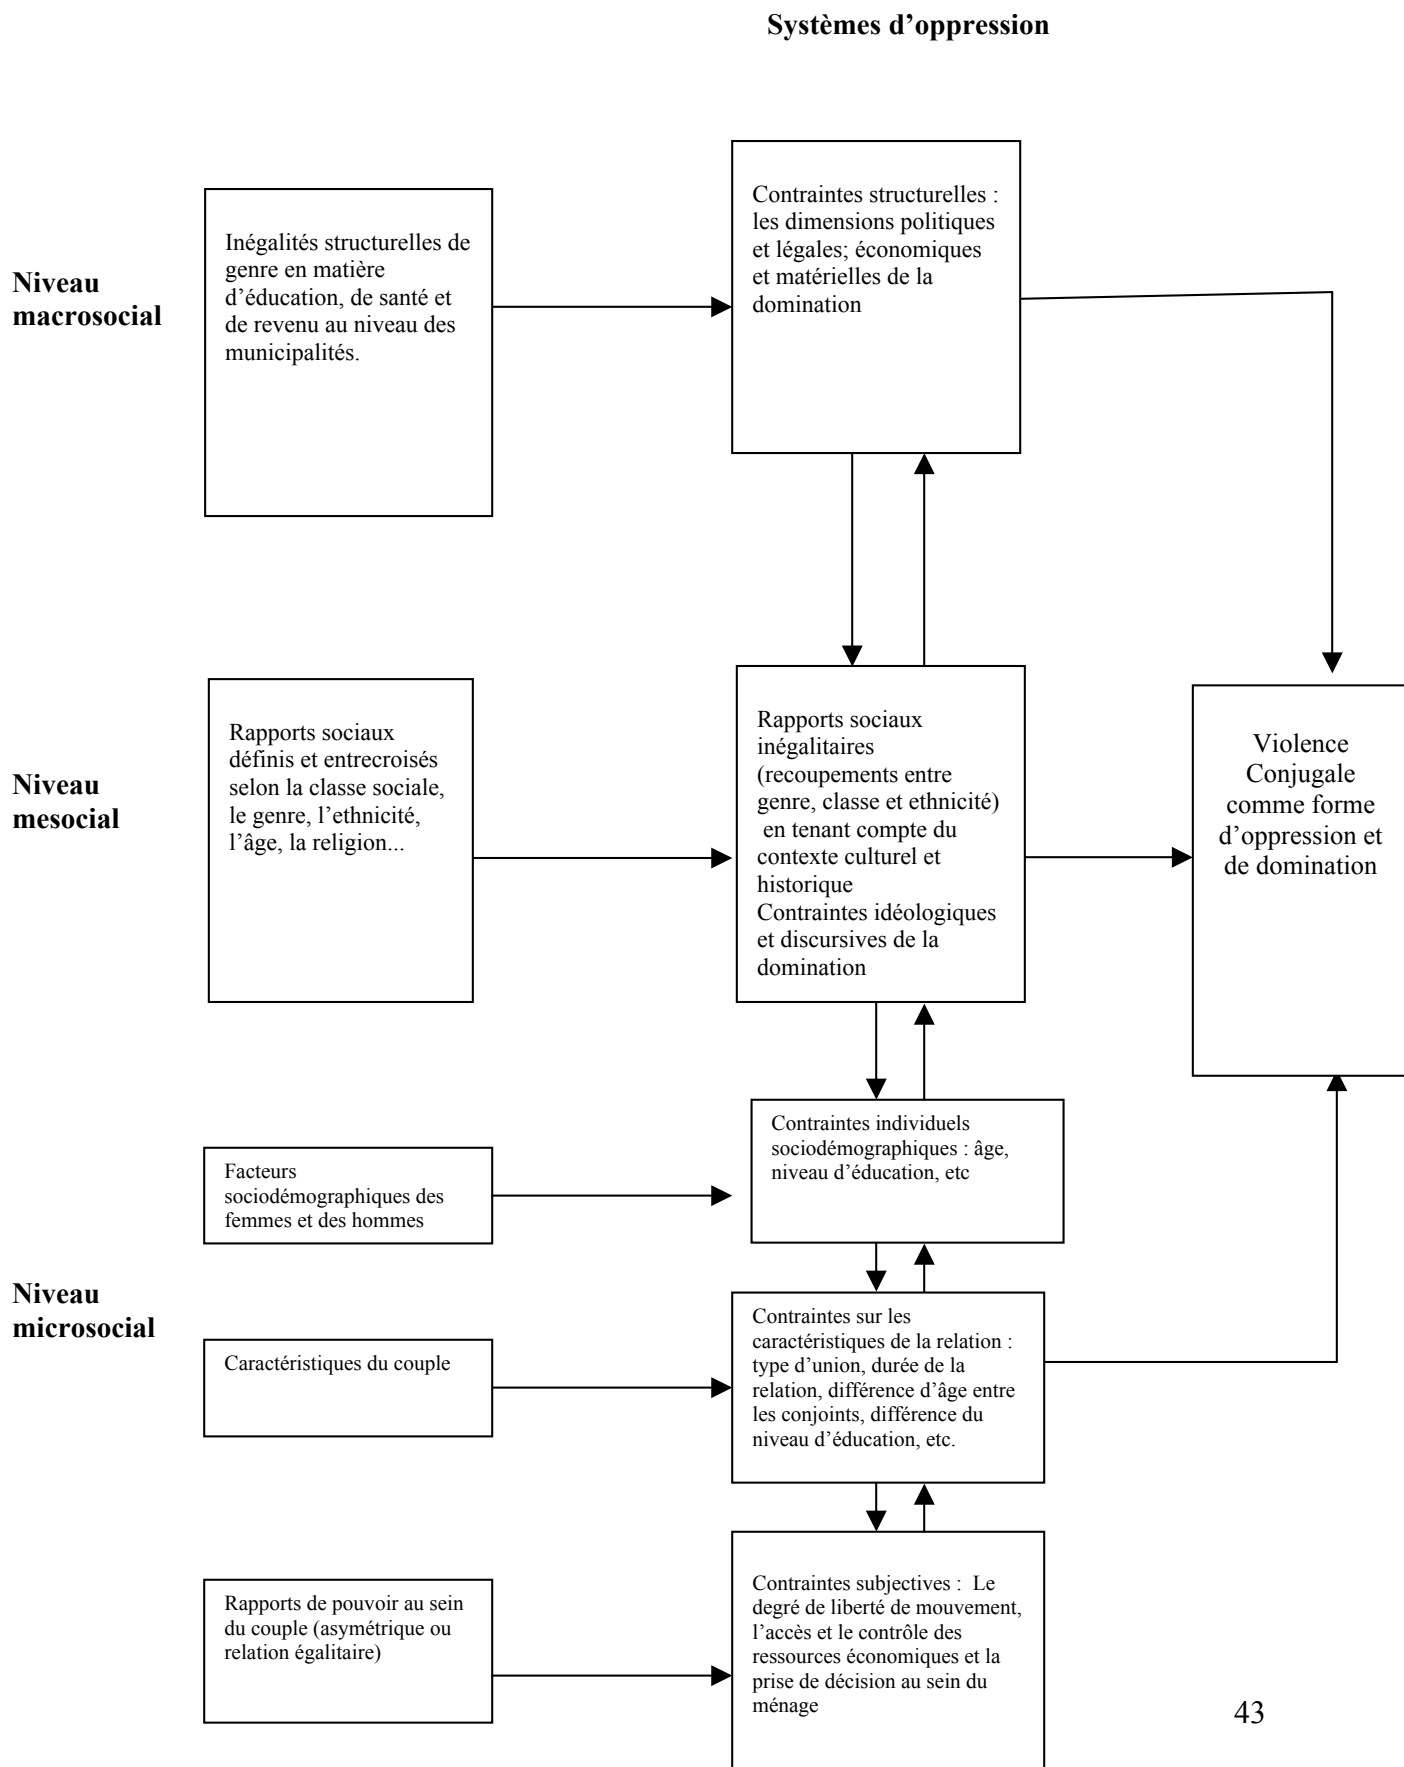 Systèmes d’oppression
Niveau
macrosocial
Inégalités structurelles de
genre en matière
d’éducation, de santé et
de revenu au niveau des
municipalités.
Contraintes structurelles :
les dimensions politiques
et légales; économiques
et matérielles de la
domination
Niveau
mesocial
Rapports sociaux
définis et entrecroisés
selon la classe sociale,
le genre, l’ethnicité,
l’âge, la religion...
Rapports sociaux
inégalitaires
(recoupements entre
genre, classe et ethnicité)
en tenant compte du
contexte culturel et
historique
Contraintes idéologiques
et discursives de la
domination
Violence
Conjugale
comme forme
d’oppression et
de domination
Niveau
microsocial
Facteurs
sociodémographiques des
femmes et des hommes
Contraintes individuels
sociodémographiques : âge,
niveau d’éducation, etc
Caractéristiques du couple
Contraintes sur les
caractéristiques de la relation :
type d’union, durée de la
relation, différence d’âge entre
les conjoints, différence du
niveau d’éducation, etc.
Rapports de pouvoir au sein
du couple (asymétrique ou
relation égalitaire)
Contraintes subjectives :  Le
degré de liberté de mouvement,
l’accès et le contrôle des
ressources économiques et la
prise de décision au sein du
ménage
43